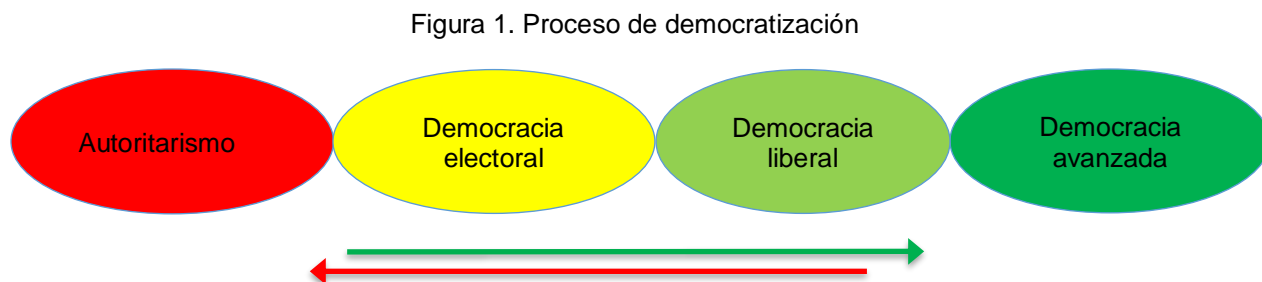 Figura 1. Proceso de democratización
Autoritarismo
Democracia
electoral
Democracia
liberal
Democracia
avanzada